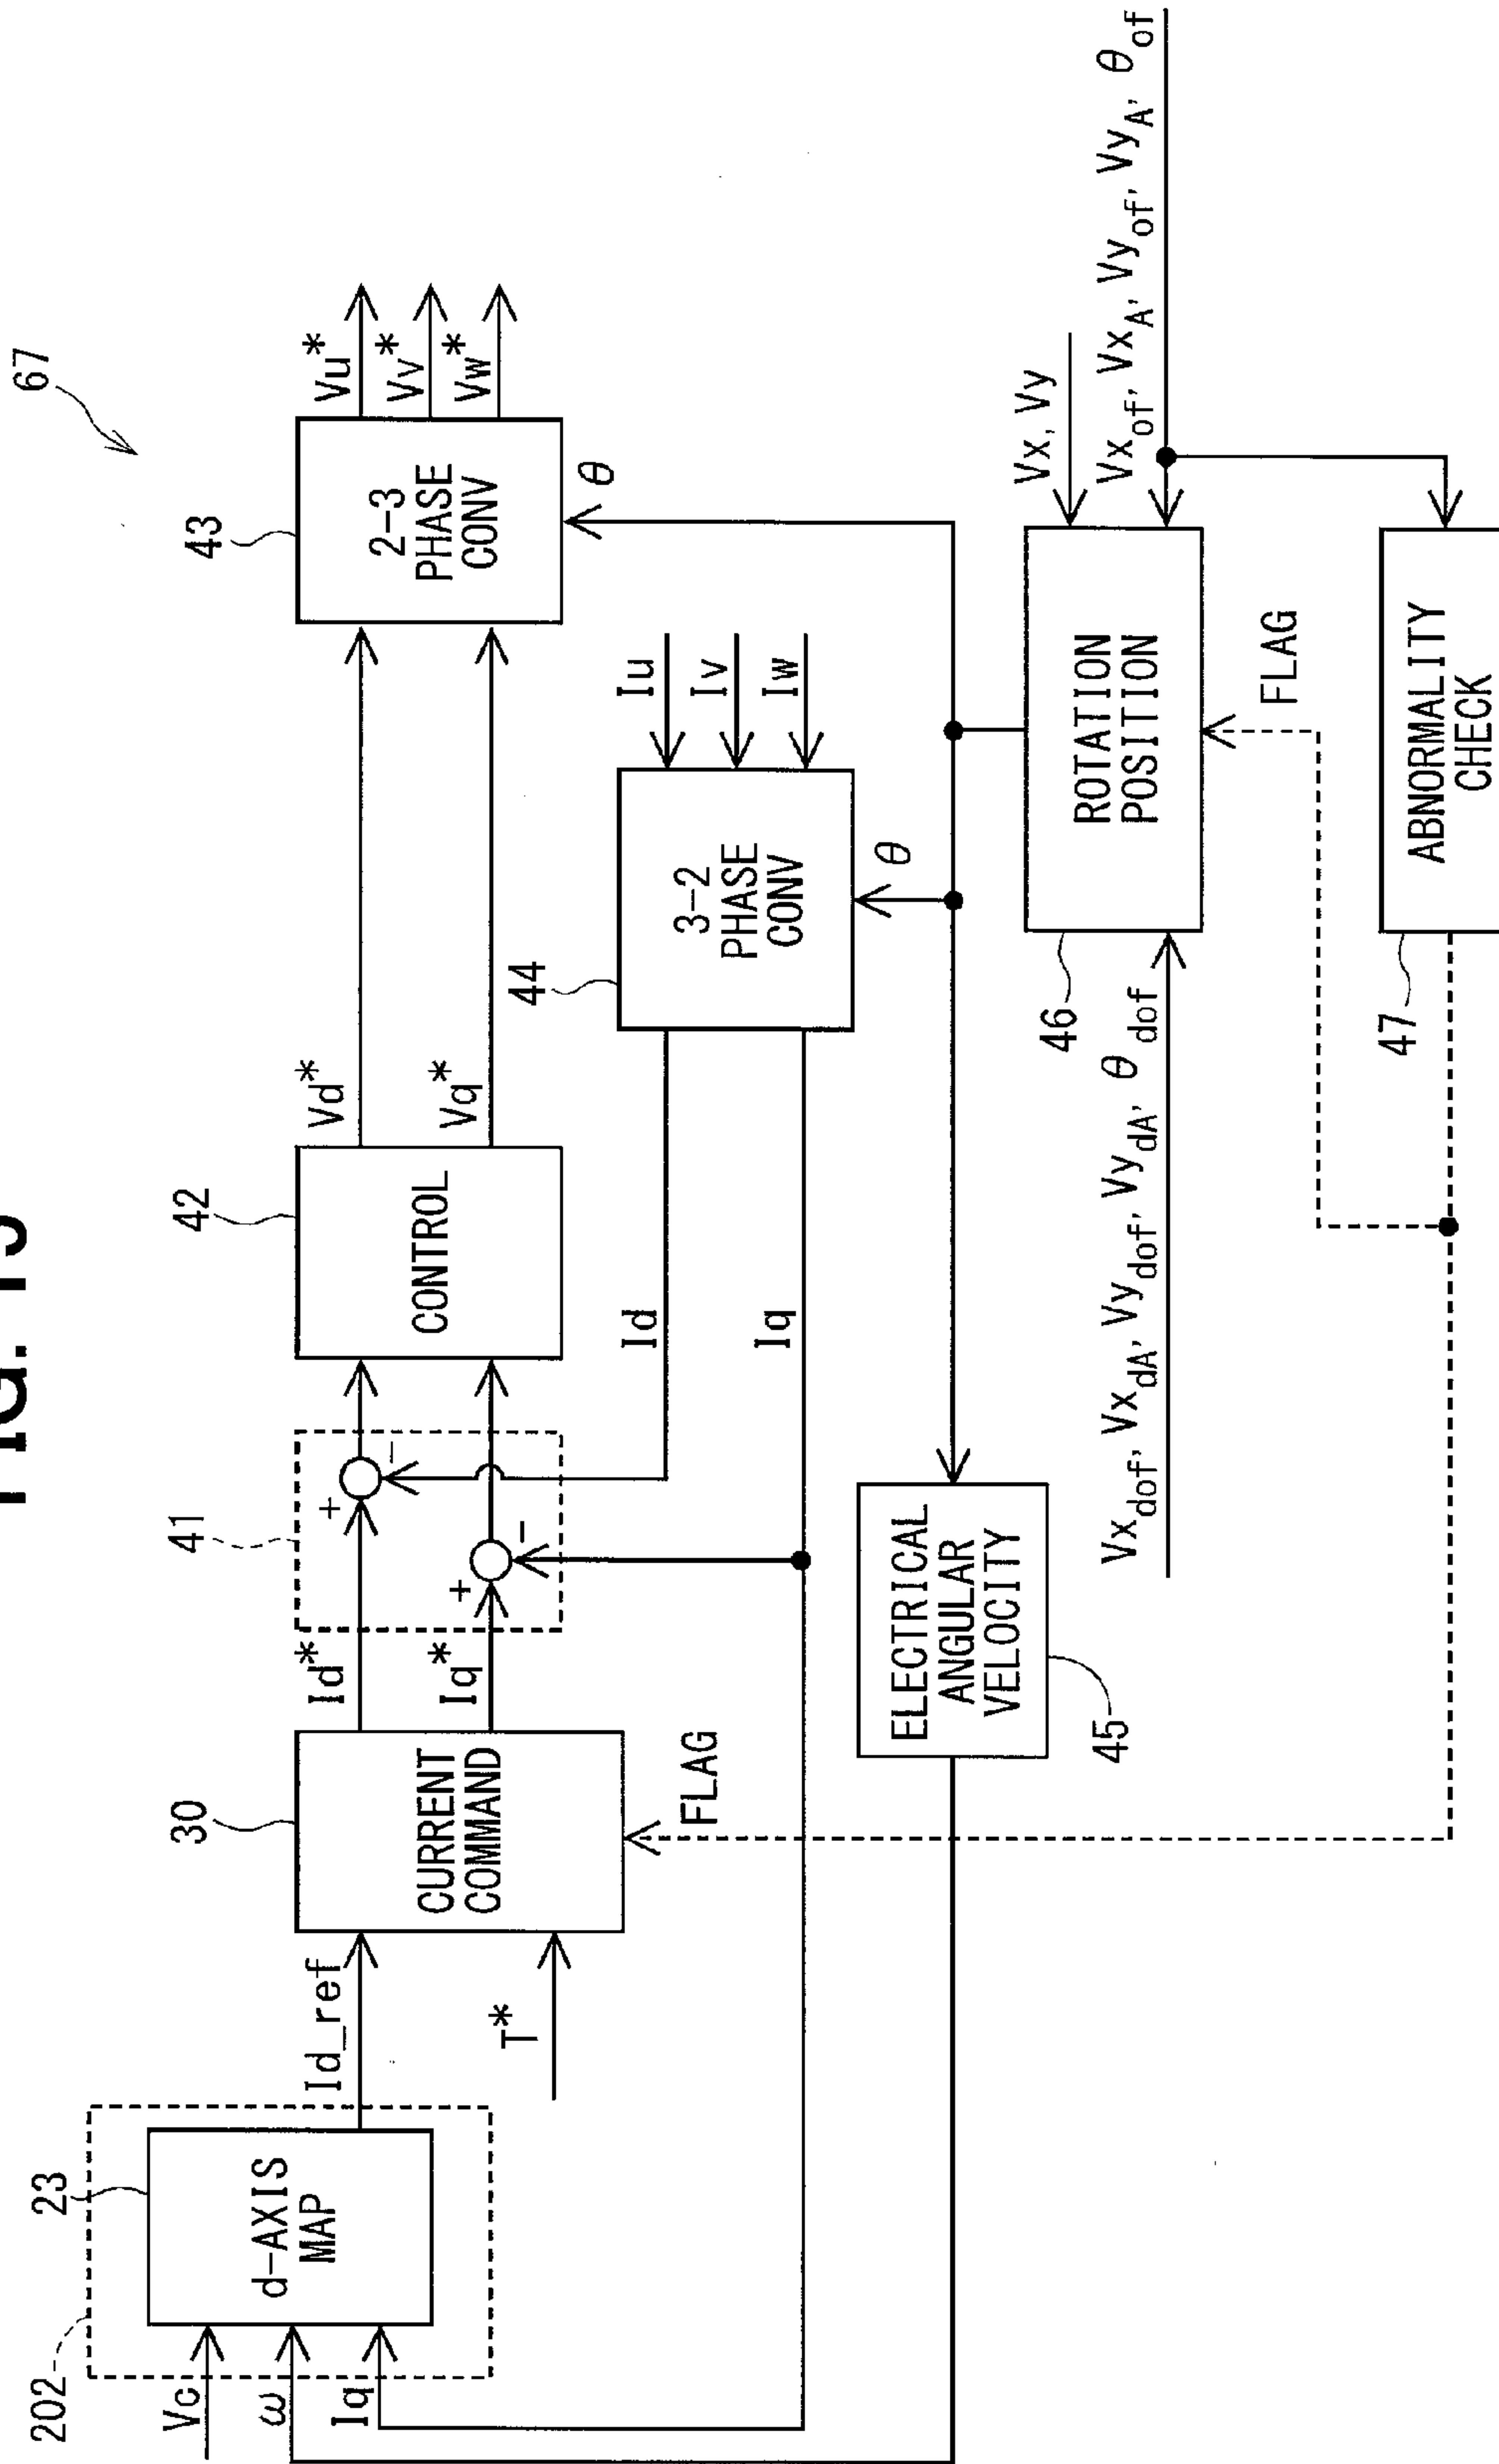 FIG.
67
202
23
d-AXIS
MAP
Vc
ω
Iq
Id_ref
T*
30
CURRENT
COMMAND
FLAG
Id*
Iq*
41
+
−
+
−
42
CONTROL
Vd*
Vq*
43
2-3
PHASE
CONV
θ
Vu*
Vv*
Vw*
44
3-2
PHASE
CONV
Iu
Iv
Iw
θ
Id
Iq
45
ELECTRICAL
ANGULAR
VELOCITY
46
ROTATION
POSITION
Vx, Vy
Vxof, VxA, Vyof, VyA, θof
Vxdof, VxdA, Vydof, VydA, θdof
FLAG
47
ABNORMALITY
CHECK